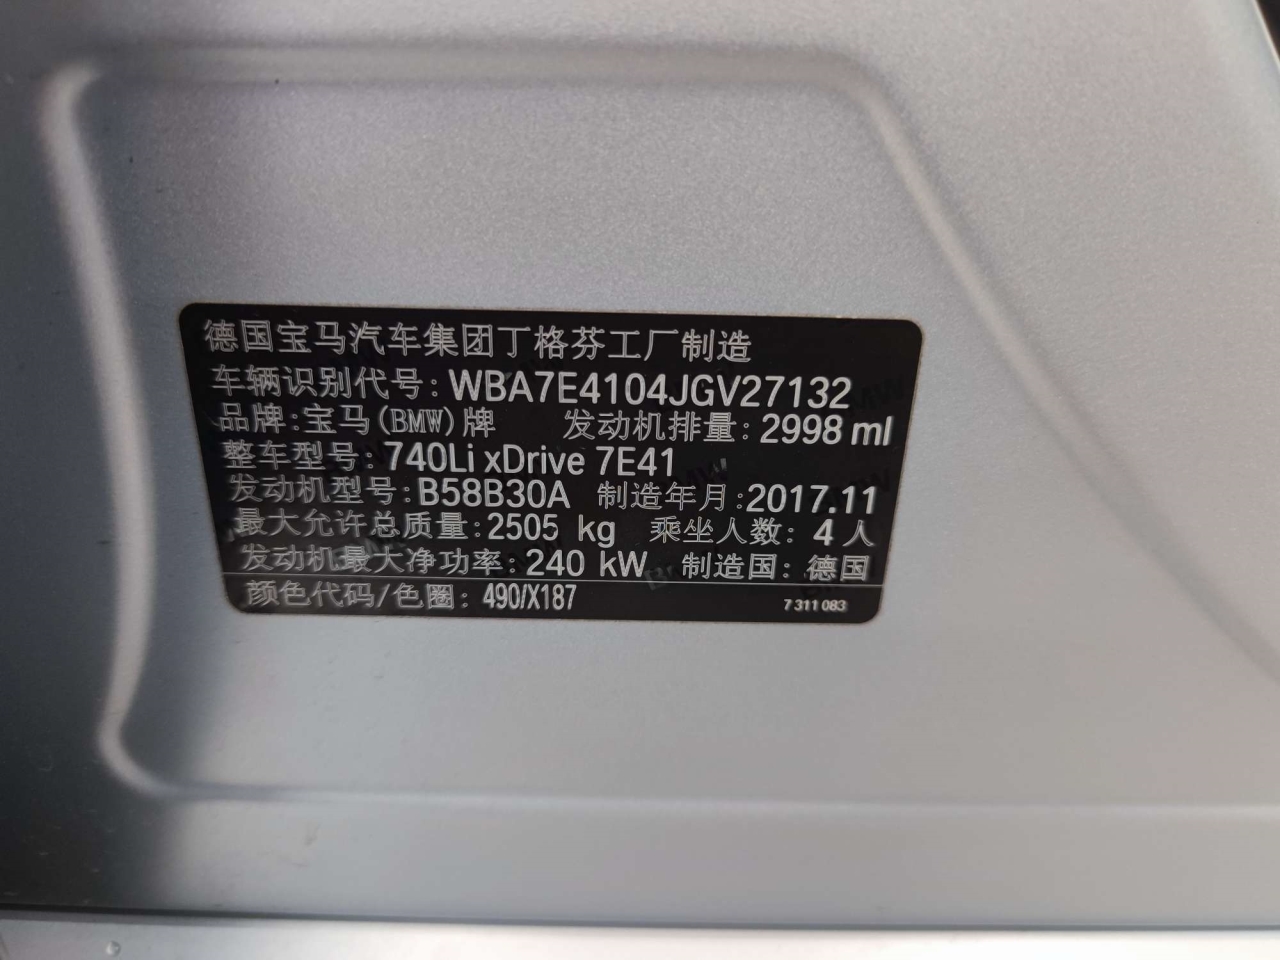 德国宝马汽车集团丁格芬工厂制造
车辆识别代号: WBA7E4104JGV27132
品牌:宝马(BMW)牌 发动机排量: 2998 ml
整车型号: 740Li xDrive 7E41
发动机型号:B58B30A 制造年月:2017.11
最大允许总质量:2505 kg 乘坐人数: 4人
发动机最大净功率: 240 kW 制造国: 德国
颜色代码/色圈: 490/X187 7 311 083